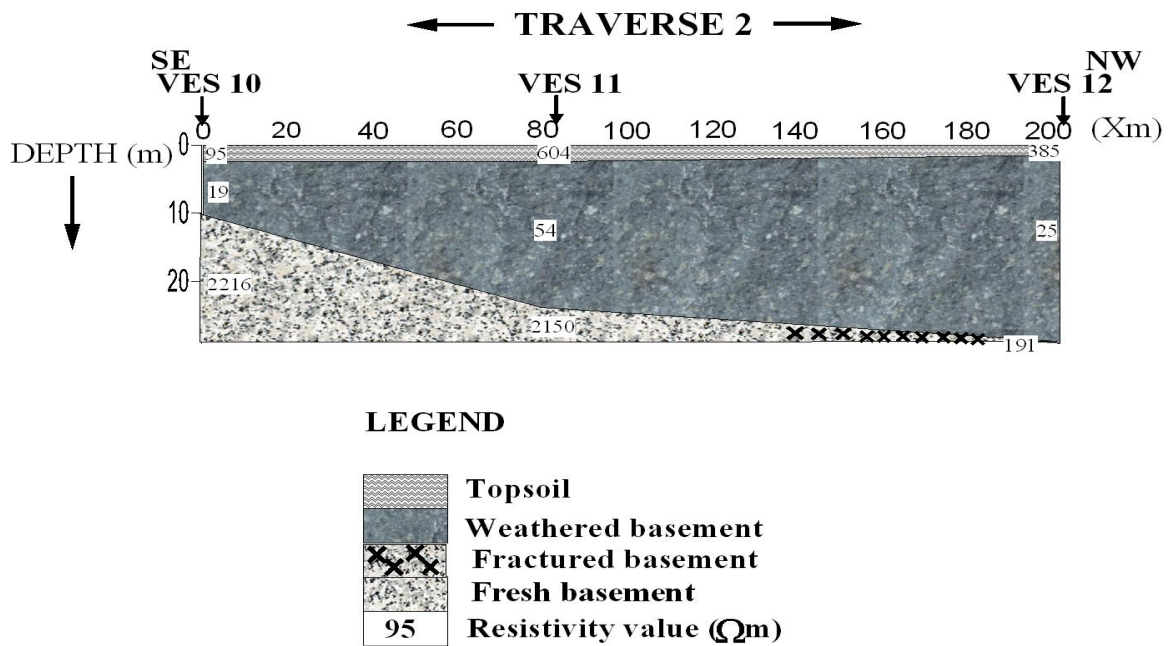 TRAVERSE 2
SE NW
VES 10 VES 11 VES 12
0 20 40 60 80 100 120 140 160 180 200 (Xm)
DEPTH (m) 0
95 604 385
19
10
54 25
20
2216
2150
191
LEGEND
Topsoil
Weathered basement
Fractured basement
Fresh basement
95 Resistivity value (Ωm)